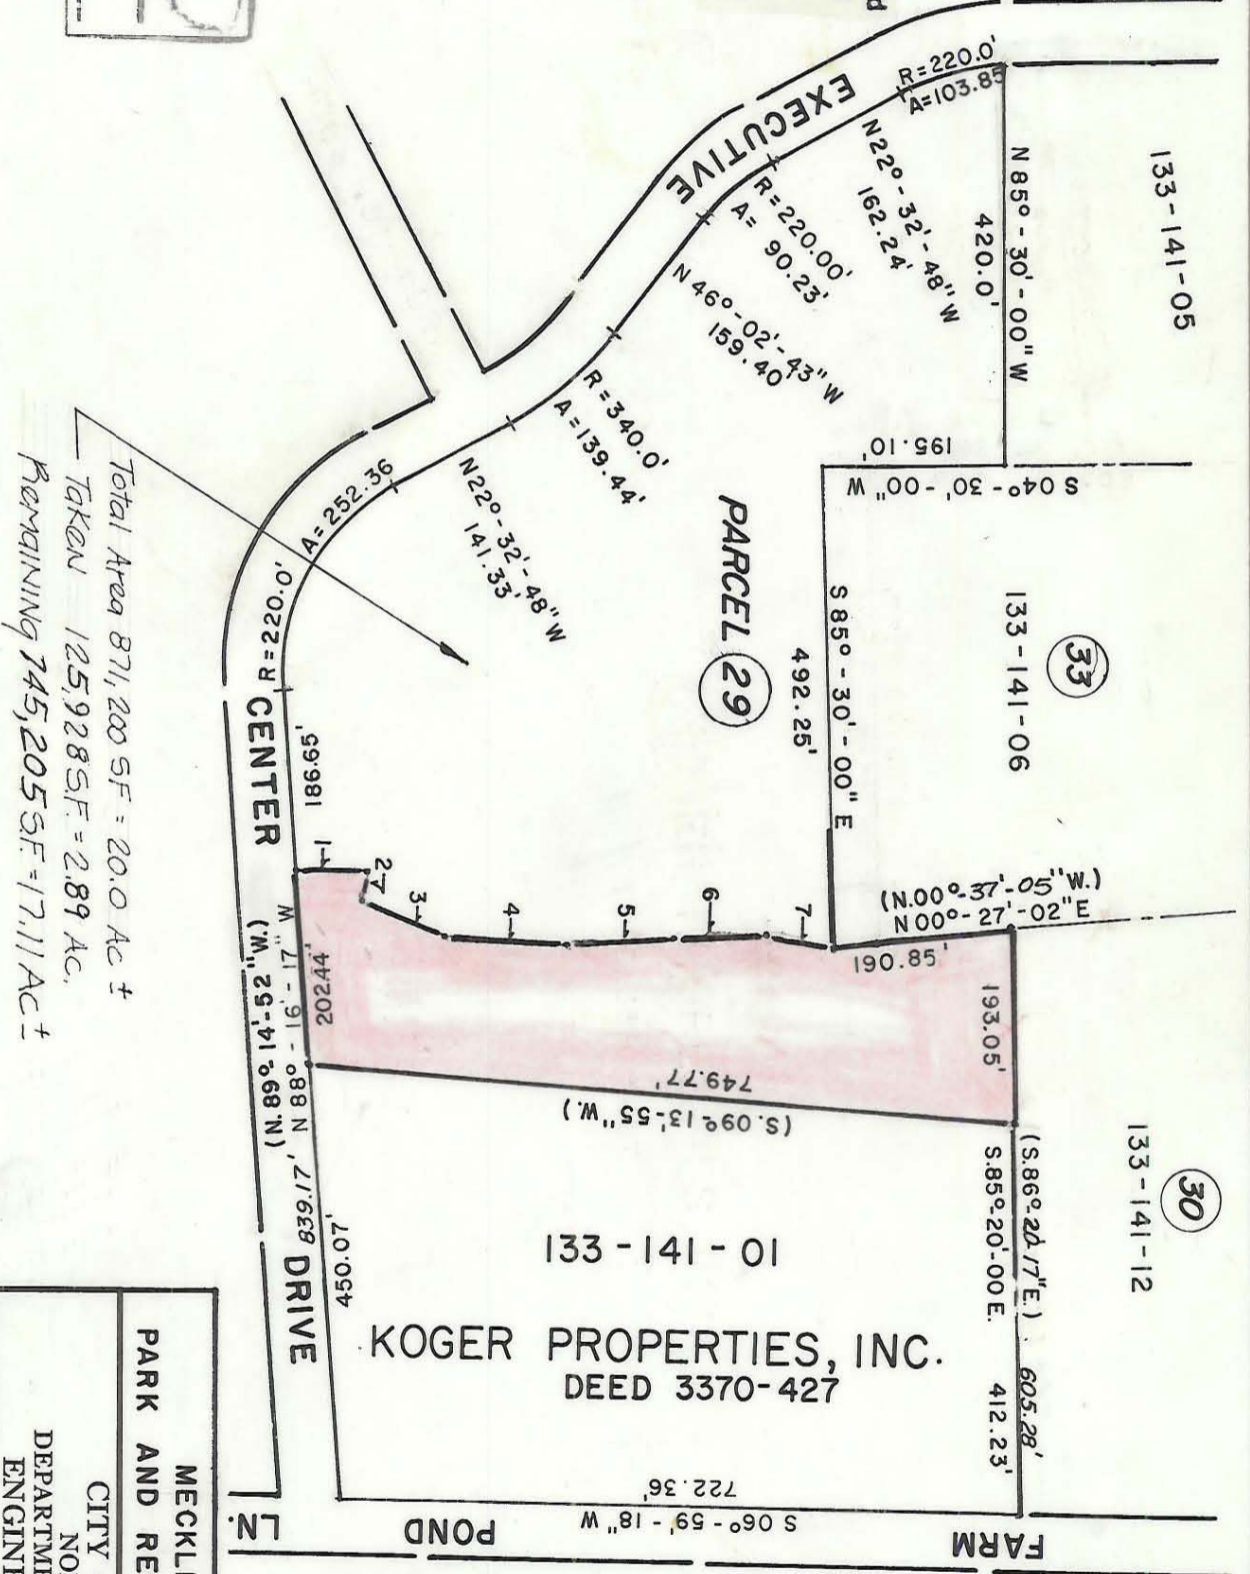 133-141-05
N 85° - 30' - 00" W
420.0'
R=220.0'
A=103.85
N22° - 32' - 48" W
162.24'
EXECUTIVE
R=220.00'
A= 90.23'
N 46° - 02' - 43" W
159.40'
R=340.0'
A=139.44'
N22° - 32' - 48" W
141.33'
A=252.36
R=220.0'
195.10'
S 04° - 30' - 00" W
PARCEL 29
S 85° - 30' - 00" E
492.25'
33
133-141-06
CENTER
186.65'
1
2
3
4
5
6
7
(N.00°-37'-05"W.)
N 00° - 27' - 02" E
190.85'
193.05'
202.44'
749.77'
(S.09°-13'-55"W.)
N 88° - 16' - 17" W
839.17'
(N.89°-14'-52"W.)
DRIVE
450.07'
Total Area 871,200 SF = 20.0 Ac ±
Taken 125,928 S.F. = 2.89 Ac.
Remaining 745,205 S.F. = 17.11 Ac ±
30
133-141-12
(S.86°-20' 17"E.)
605.28'
S.85°-20'-00 E.
412.23'
133 - 141 - 01
KOGER PROPERTIES, INC.
DEED 3370-427
722.36'
S 06° - 59' - 18" W
FARM
POND
LN.
MECKL
PARK AND RE
CITY
NO
DEPARTME
ENGINE